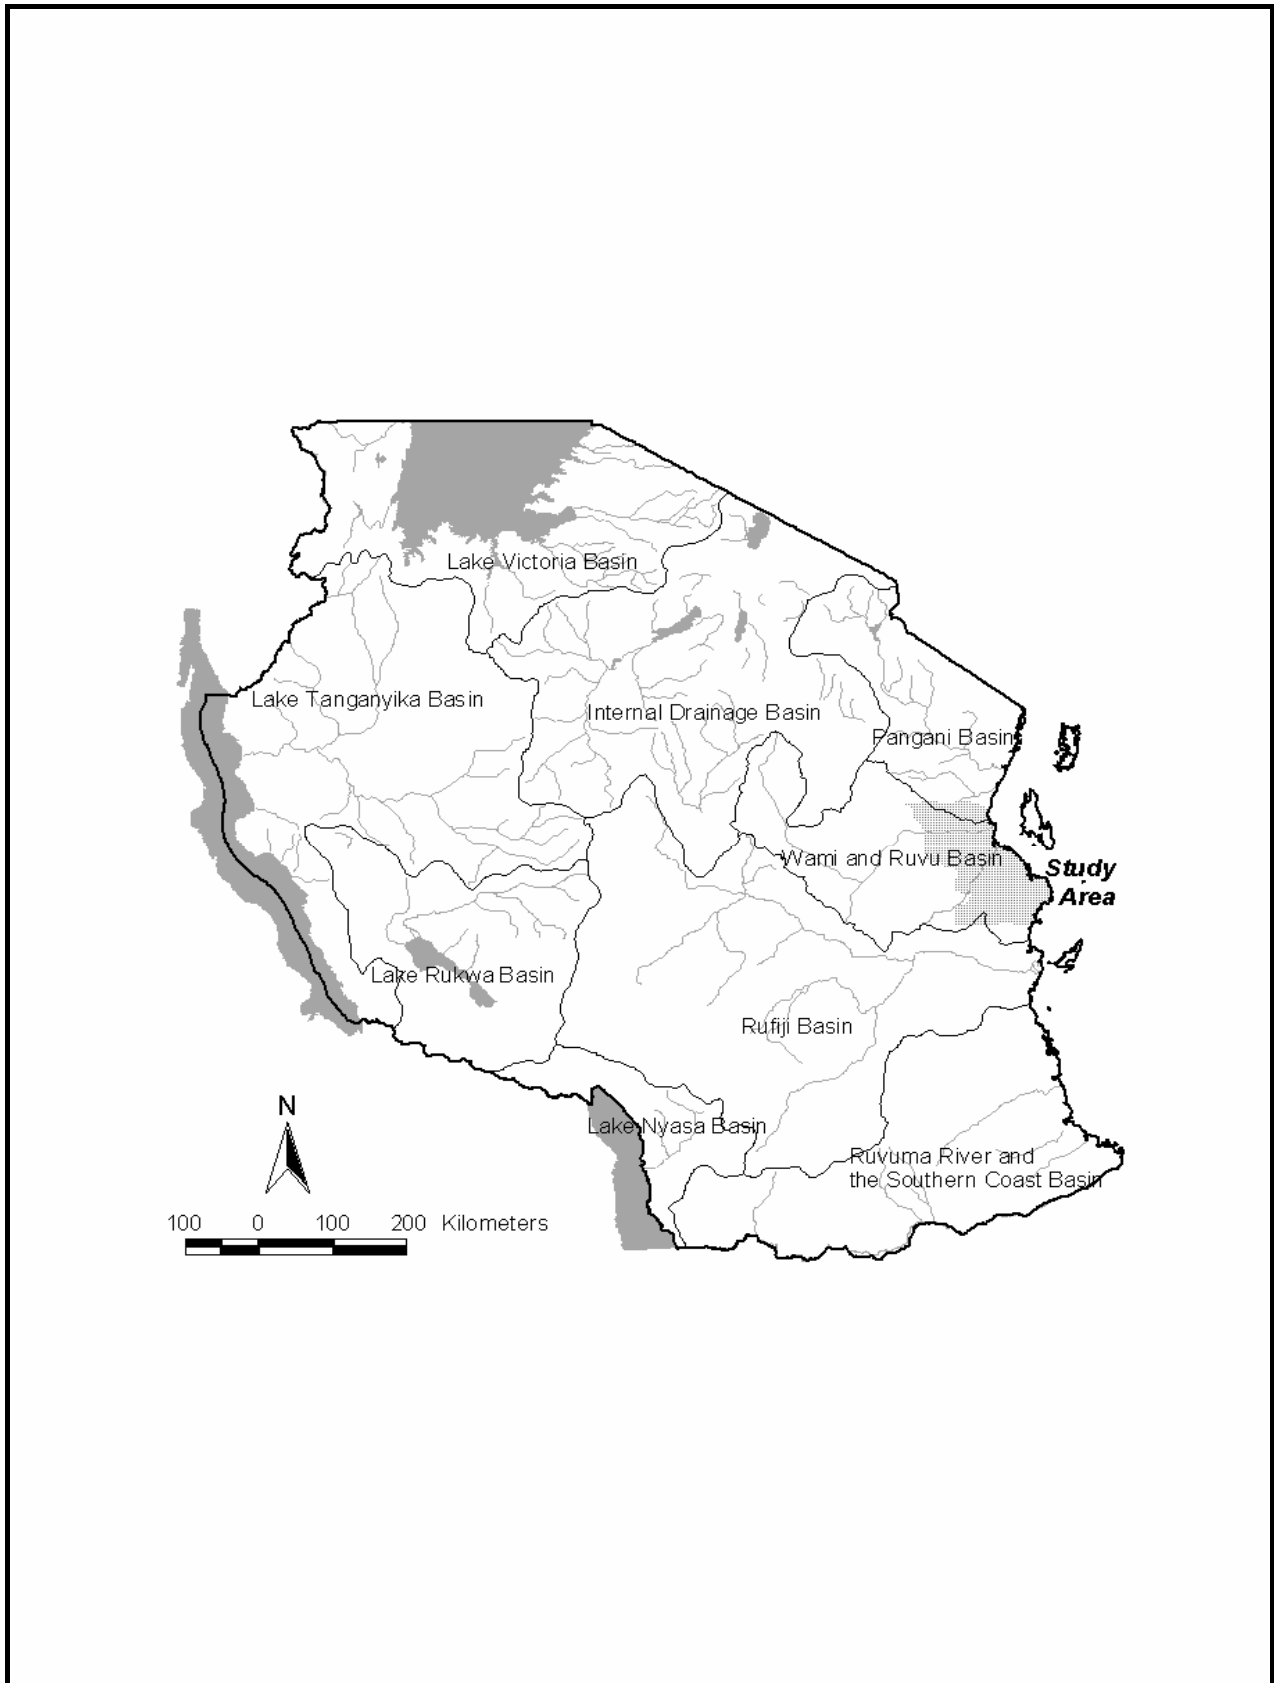 Lake Victoria Basin
Lake Tanganyika Basin
Internal Drainage Basin
Pangani Basin
Wami and Ruvu Basin
Study
Area
Lake Rukwa Basin
Rufiji Basin
N
Lake Nyasa Basin
Ruvuma River and
the Southern Coast Basin
100 0 100 200 Kilometers